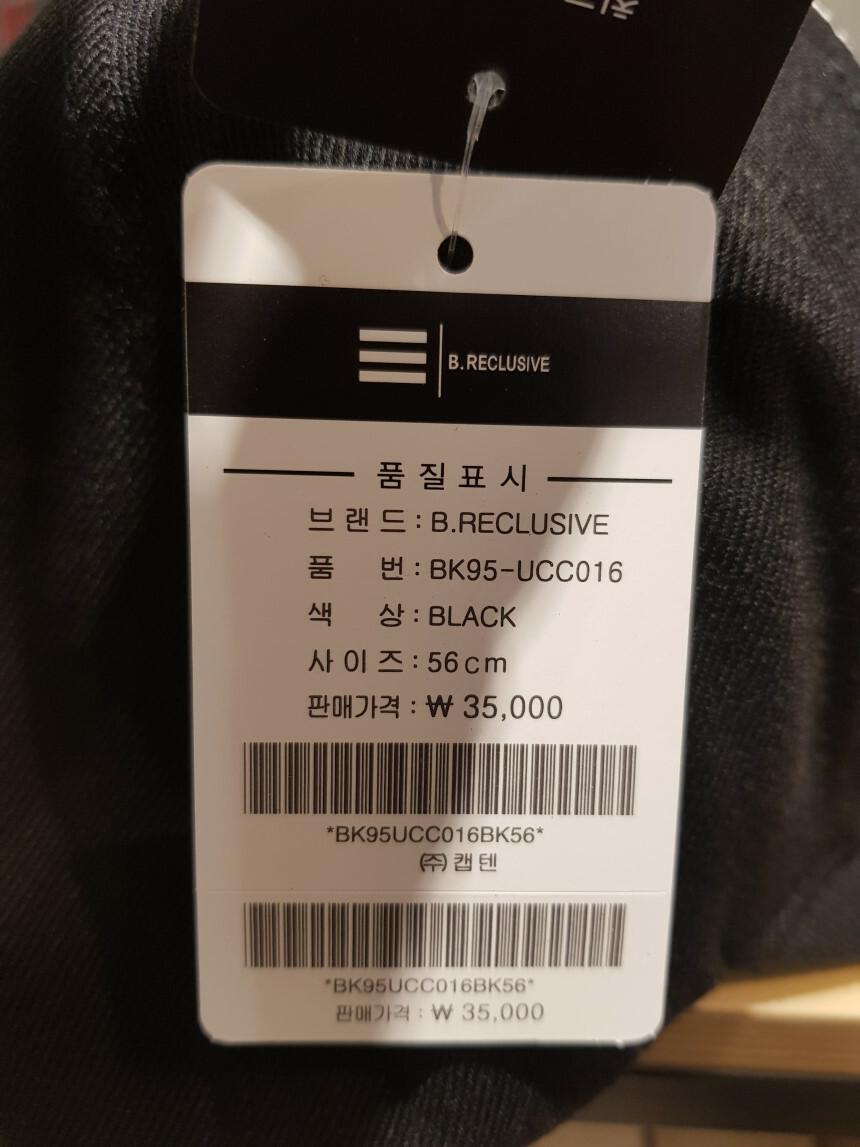 B.RECLUSIVE
품질표시
브랜드 : B.RECLUSIVE
품 번 : BK95-UCC016
색 상 : BLACK
사이즈 : 56cm
판매가격 : ₩ 35,000
*BK95UCC016BK56*
㈜캡텐
*BK95UCC016BK56*
판매가격 : ₩ 35,000